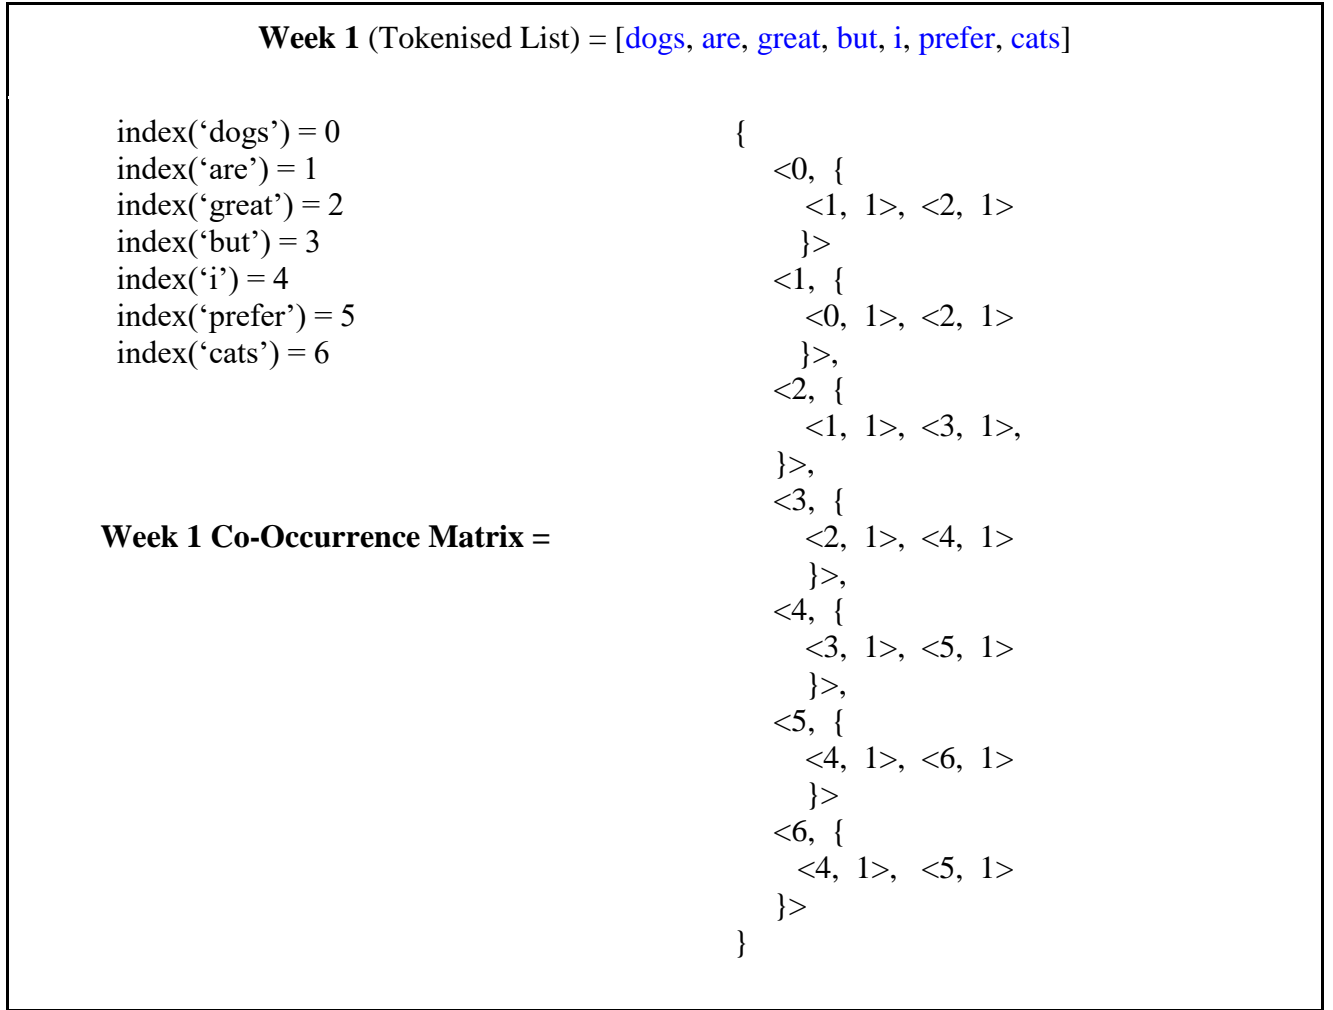 Week 1 (Tokenised List) = [dogs, are, great, but, i, prefer, cats]
index(‘dogs’) = 0
index(‘are’) = 1
index(‘great’) = 2
index(‘but’) = 3
index(‘i’) = 4
index(‘prefer’) = 5
index(‘cats’) = 6
Week 1 Co-Occurrence Matrix =
{
<0, {
<1, 1>, <2, 1>
}>
<1, {
<0, 1>, <2, 1>
}>,
<2, {
<1, 1>, <3, 1>,
}>,
<3, {
<2, 1>, <4, 1>
}>,
<4, {
<3, 1>, <5, 1>
}>,
<5, {
<4, 1>, <6, 1>
}>
<6, {
<4, 1>, <5, 1>
}>
}